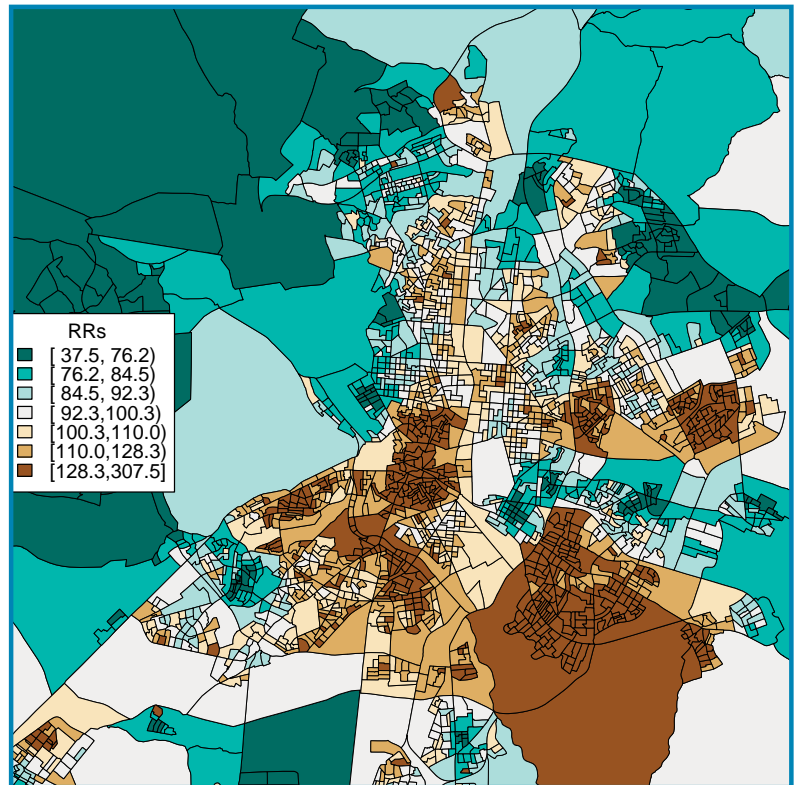 RRs
[ 37.5, 76.2)
[ 76.2, 84.5)
[ 84.5, 92.3)
[ 92.3,100.3)
[100.3,110.0)
[110.0,128.3)
[128.3,307.5]